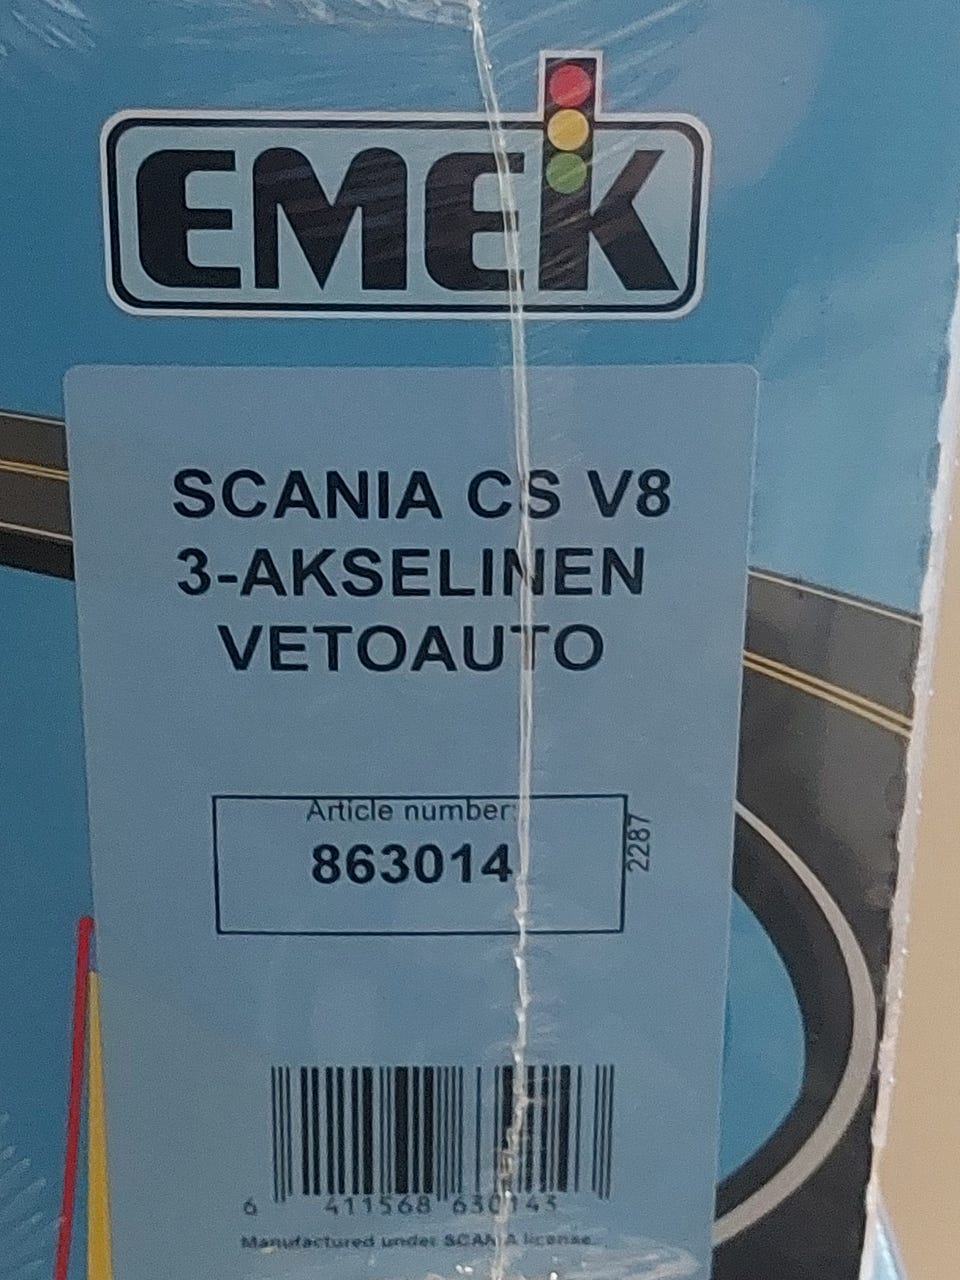 EMEK
SCANIA CS V8
3-AKSELINEN
VETOAUTO
Article number:
863014
2287
6 411568 630143
Manufactured under SCANIA license